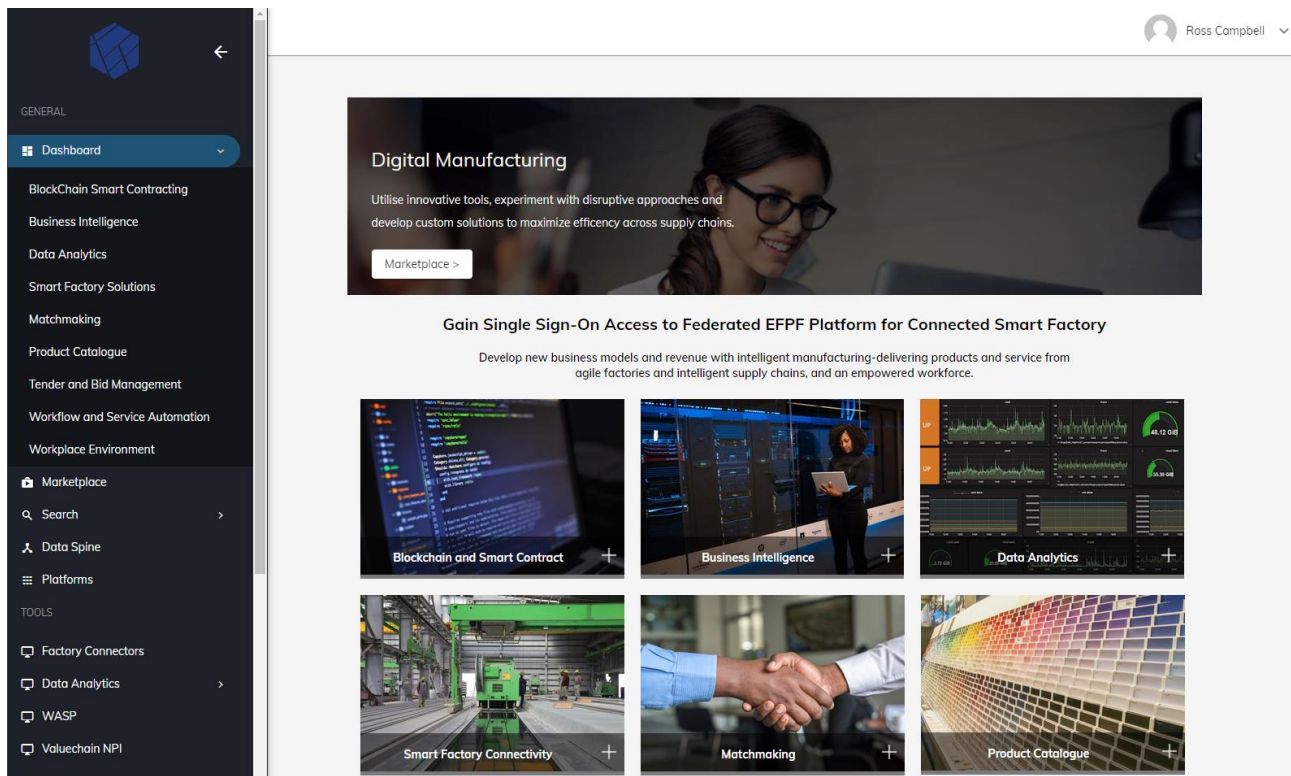 Ross Campbell
GENERAL
Dashboard
BlockChain Smart Contracting
Business Intelligence
Data Analytics
Smart Factory Solutions
Matchmaking
Product Catalogue
Tender and Bid Management
Workflow and Service Automation
Workplace Environment
Marketplace
Search
Data Spine
Platforms
TOOLS
Factory Connectors
Data Analytics
WASP
Valuechain NPI
Digital Manufacturing
Utilise innovative tools, experiment with disruptive approaches and
develop custom solutions to maximize efficency across supply chains.
Marketplace >
Gain Single Sign-On Access to Federated EFPF Platform for Connected Smart Factory
Develop new business models and revenue with intelligent manufacturing-delivering products and service from
agile factories and intelligent supply chains, and an empowered workforce.
Blockchain and Smart Contract +
Business Intelligence +
UP
UP
46.12 GiB
Data Analytics +
Smart Factory Connectivity +
Matchmaking +
Product Catalogue +